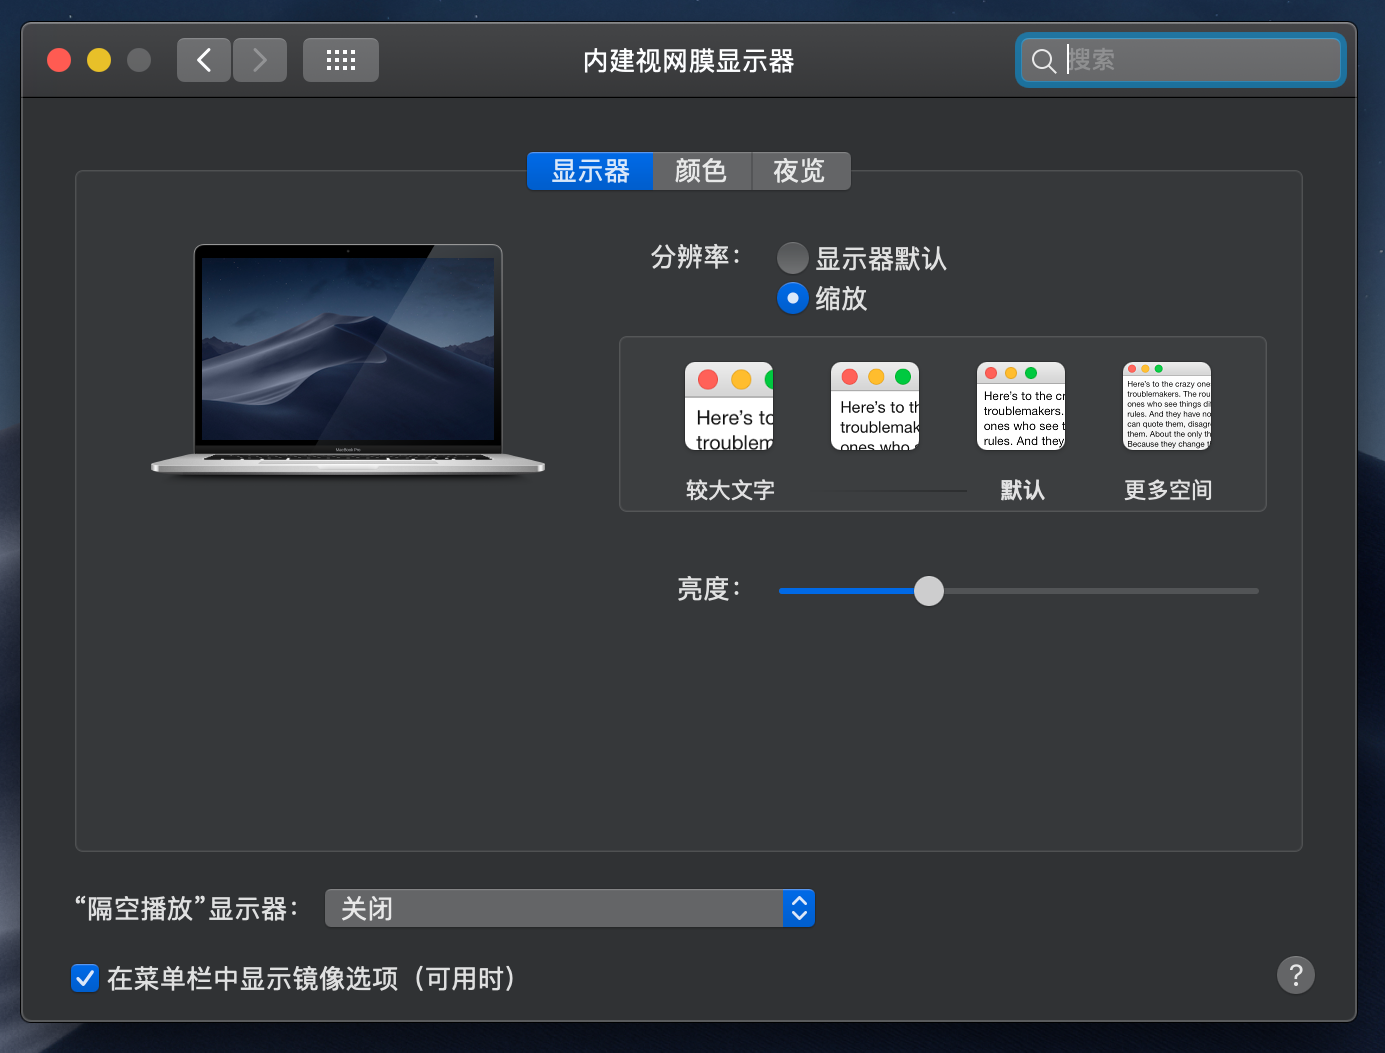 内建视网膜显示器
搜索
显示器 颜色 夜览
分辨率：
显示器默认
缩放
Here's to
troublem
Here's to th
troublemak
ones who
Here's to the cr
troublemakers.
ones who see t
rules. And they
Here's to the crazy one
troublemakers. The rou
ones who see things dif
rules. And they have no
can quote them, disagre
them. About the only th
Because they change t
较大文字
默认
更多空间
MacBook Pro
亮度：
“隔空播放”显示器：
关闭
在菜单栏中显示镜像选项（可用时）
?